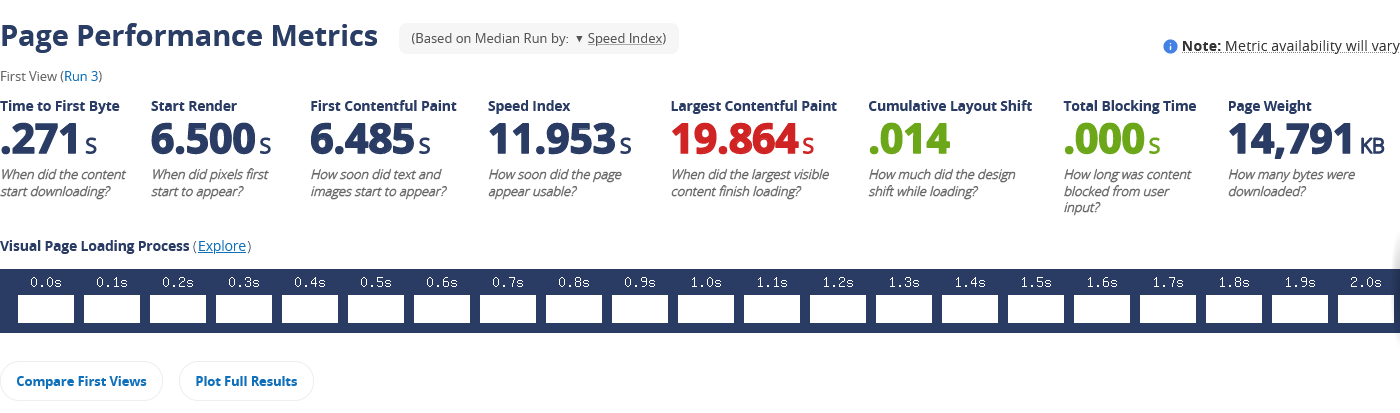 Page Performance Metrics (Based on Median Run by: ▼ Speed Index)
Note: Metric availability will vary
First View (Run 3)
Time to First Byte
.271 S
When did the content
start downloading?
Start Render
6.500 S
When did pixels first
start to appear?
First Contentful Paint
6.485 S
How soon did text and
images start to appear?
Speed Index
11.953 S
How soon did the page
appear usable?
Largest Contentful Paint
19.864 S
When did the largest visible
content finish loading?
Cumulative Layout Shift
.014
How much did the design
shift while loading?
Total Blocking Time
.000 S
How long was content
blocked from user
input?
Page Weight
14,791 KB
How many bytes were
downloaded?
Visual Page Loading Process (Explore)
0.0s 0.1s 0.2s 0.3s 0.4s 0.5s 0.6s 0.7s 0.8s 0.9s 1.0s 1.1s 1.2s 1.3s 1.4s 1.5s 1.6s 1.7s 1.8s 1.9s 2.0s
Compare First Views Plot Full Results